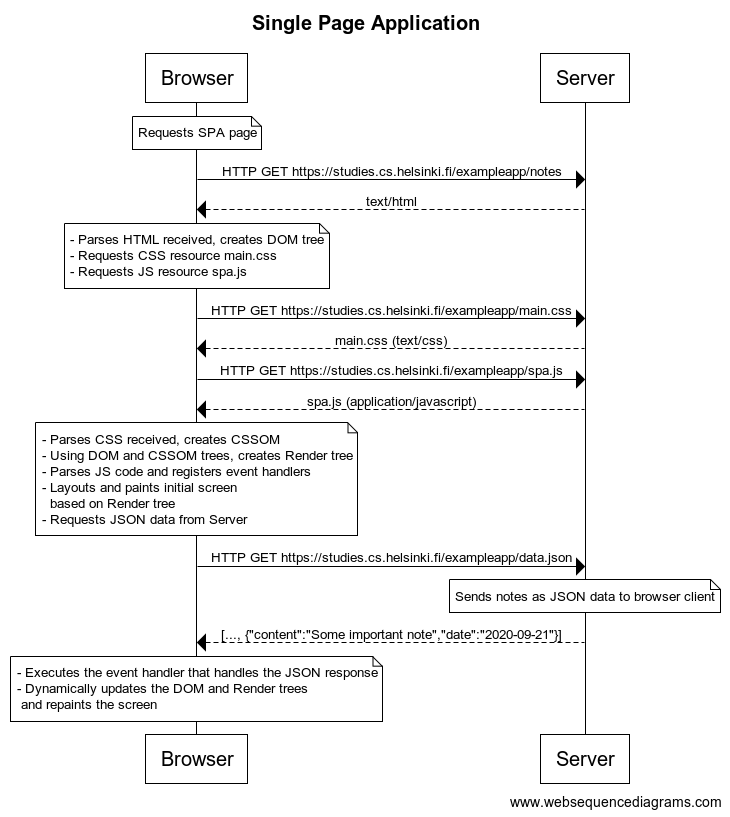 Single Page Application
Browser
Server
Requests SPA page
HTTP GET https://studies.cs.helsinki.fi/exampleapp/notes
text/html
- Parses HTML received, creates DOM tree
- Requests CSS resource main.css
- Requests JS resource spa.js
HTTP GET https://studies.cs.helsinki.fi/exampleapp/main.css
main.css (text/css)
HTTP GET https://studies.cs.helsinki.fi/exampleapp/spa.js
spa.js (application/javascript)
- Parses CSS received, creates CSSOM
- Using DOM and CSSOM trees, creates Render tree
- Parses JS code and registers event handlers
- Layouts and paints initial screen
based on Render tree
- Requests JSON data from Server
HTTP GET https://studies.cs.helsinki.fi/exampleapp/data.json
Sends notes as JSON data to browser client
[..., {"content":"Some important note","date":"2020-09-21"}]
- Executes the event handler that handles the JSON response
- Dynamically updates the DOM and Render trees
and repaints the screen
Browser
Server
www.websequencediagrams.com